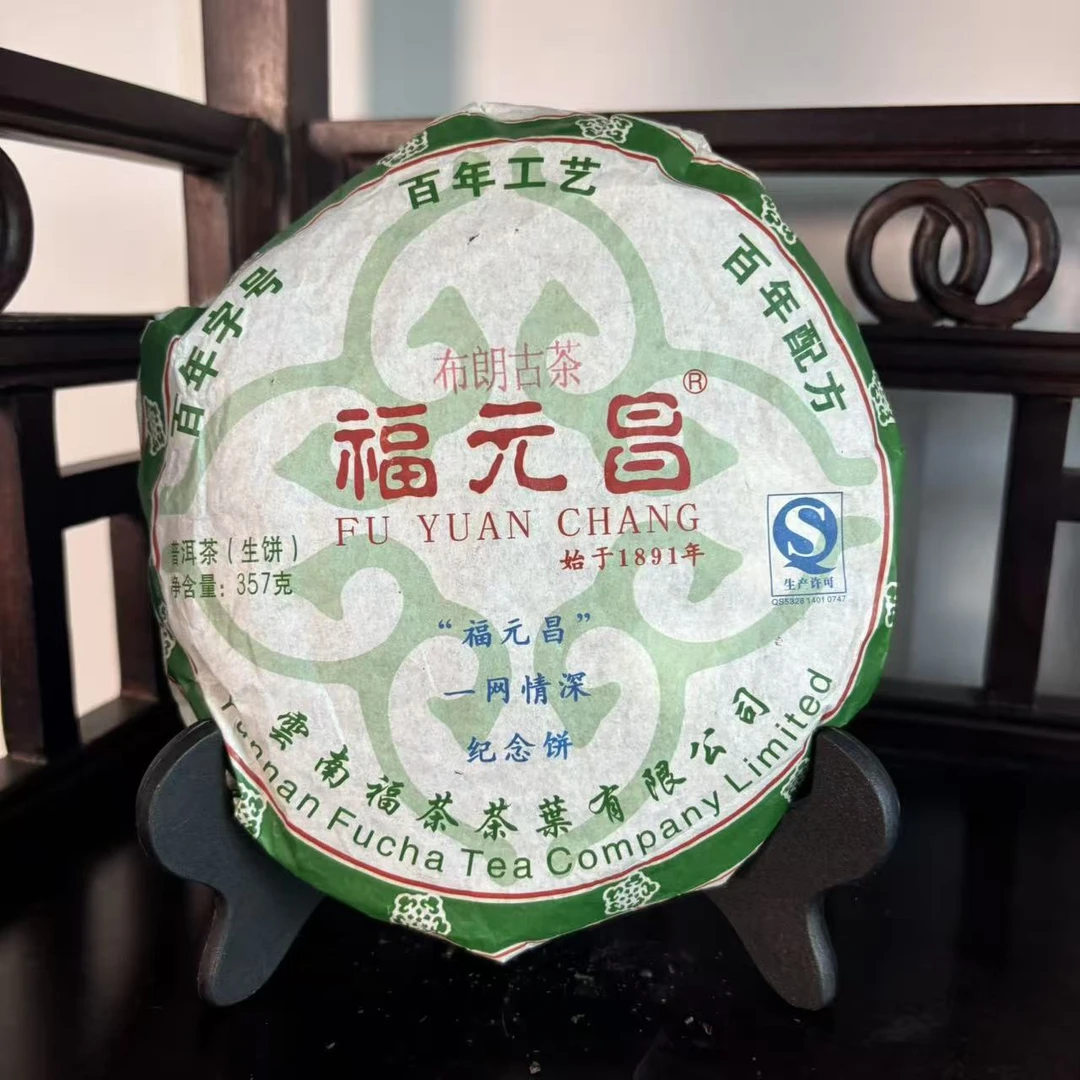 百年字号
百年工艺
百年配方
布朗古茶
福元昌®
FU YUAN CHANG
始于1891年
普洱茶（生饼）
净含量：357克
S
生产许可
QS5328 1401 0747
“福元昌”
一网情深
纪念饼
雲南福茶茶葉有限公司
Yunnan Fucha Tea Company Limited